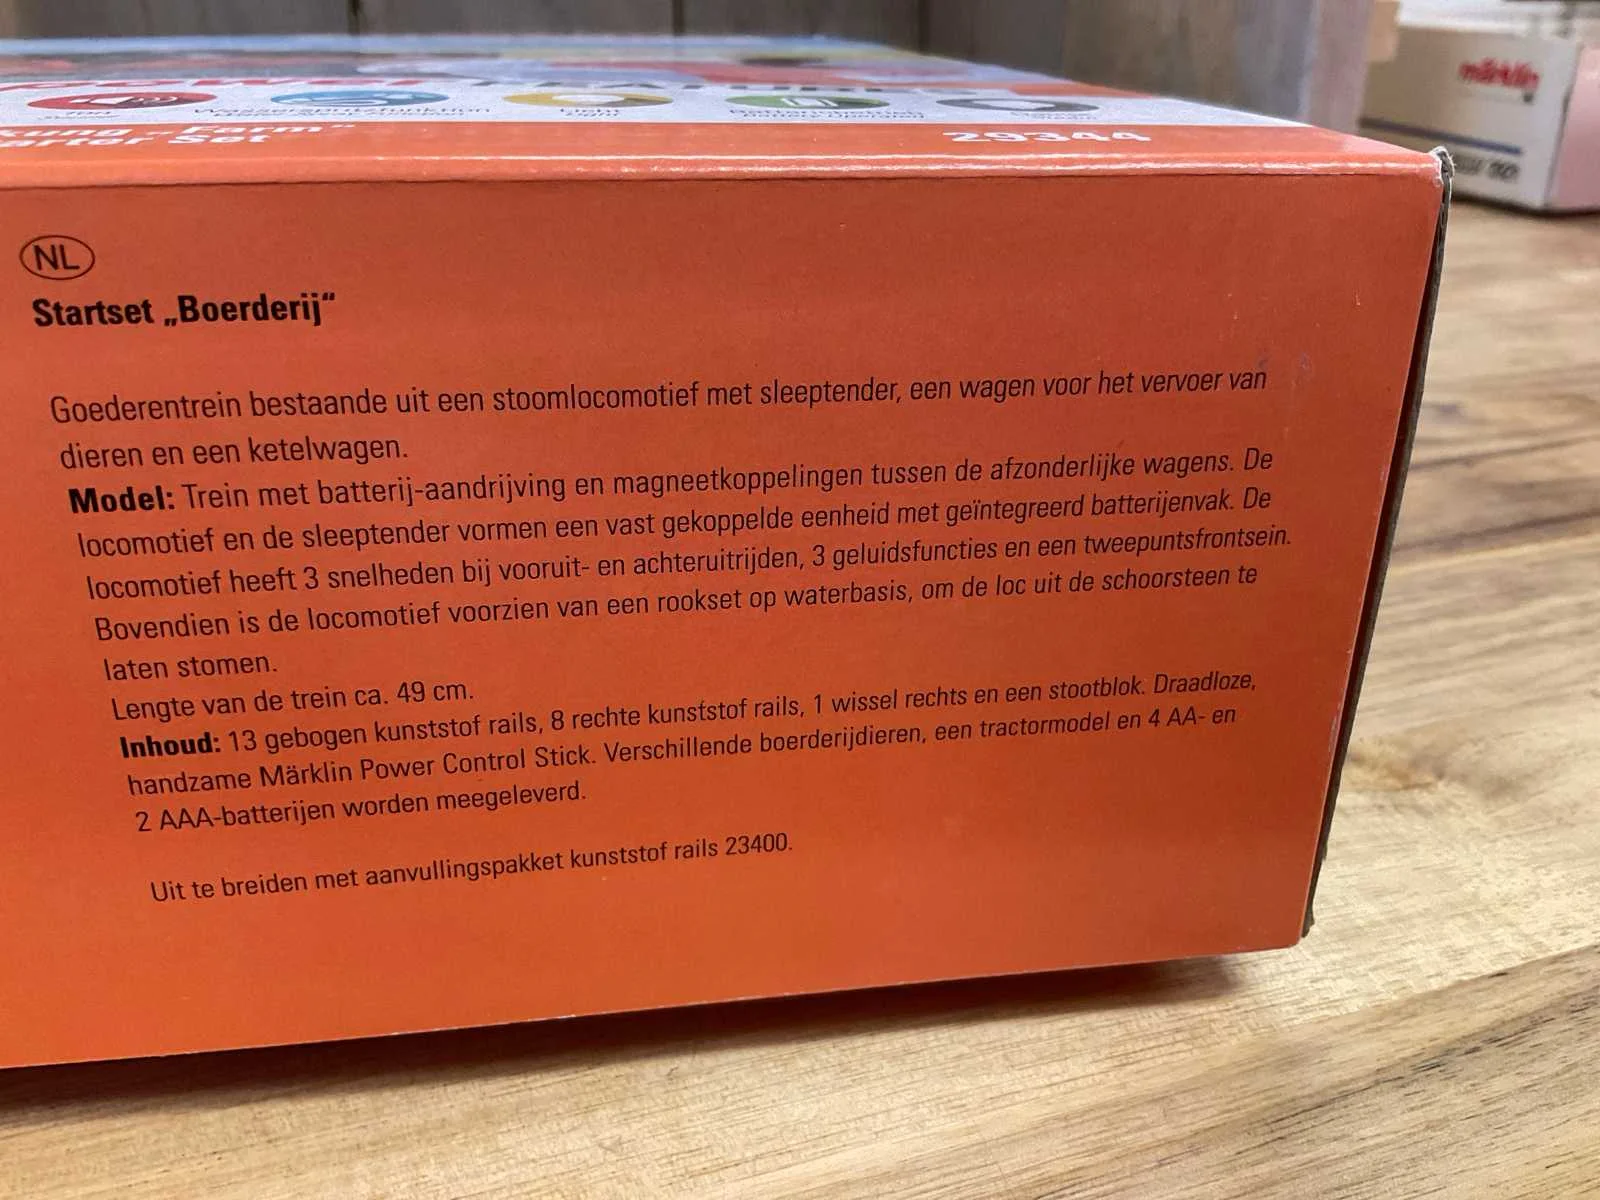 Farm"
arter Set
29344
märklin
NL
Startset „Boerderij“
Goederentrein bestaande uit een stoomlocomotief met sleeptender, een wagen voor het vervoer van
dieren en een ketelwagen.
Model: Trein met batterij-aandrijving en magneetkoppelingen tussen de afzonderlijke wagens. De
locomotief en de sleeptender vormen een vast gekoppelde eenheid met geïntegreerd batterijenvak. De
locomotief heeft 3 snelheden bij vooruit- en achteruitrijden, 3 geluidsfuncties en een tweepuntsfrontsein.
Bovendien is de locomotief voorzien van een rookset op waterbasis, om de loc uit de schoorsteen te
laten stomen.
Lengte van de trein ca. 49 cm.
Inhoud: 13 gebogen kunststof rails, 8 rechte kunststof rails, 1 wissel rechts en een stootblok. Draadloze,
handzame Märklin Power Control Stick. Verschillende boerderijdieren, een tractormodel en 4 AA- en
2 AAA-batterijen worden meegeleverd.
Uit te breiden met aanvullingspakket kunststof rails 23400.